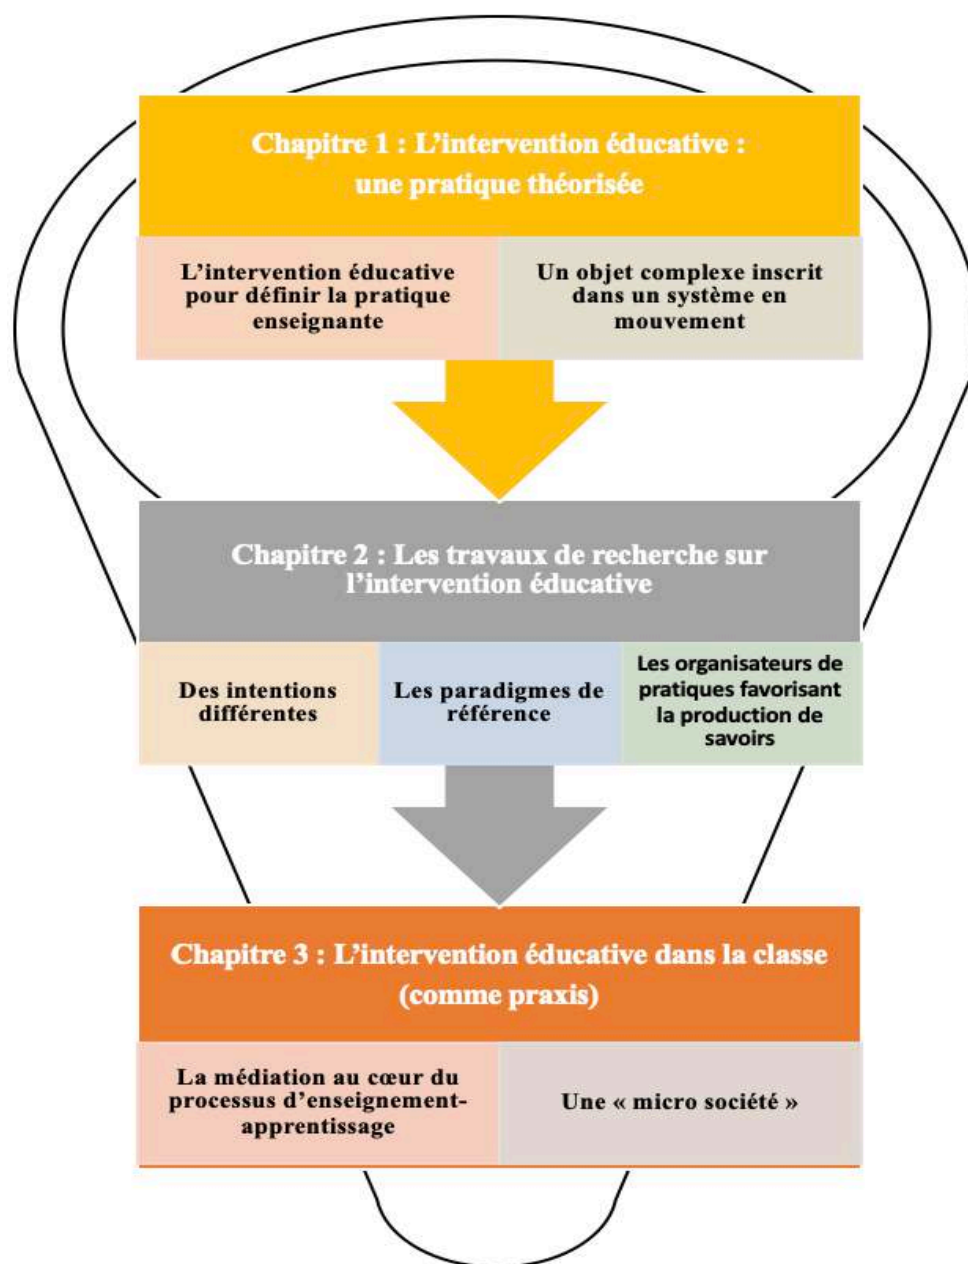 Chapitre 1 : L’intervention éducative :
une pratique théorisée
L’intervention éducative
pour définir la pratique
enseignante
Un objet complexe inscrit
dans un système en
mouvement
Chapitre 2 : Les travaux de recherche sur
l’intervention éducative
Des intentions
différentes
Les paradigmes de
référence
Les organisateurs de
pratiques favorisant
la production de
savoirs
Chapitre 3 : L’intervention éducative dans la classe
(comme praxis)
La médiation au cœur du
processus d’enseignement-
apprentissage
Une « micro société »